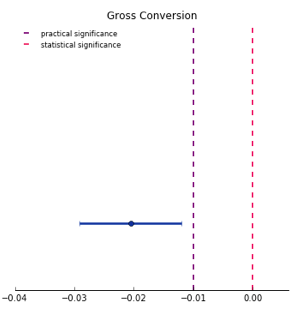 Gross Conversion
practical significance
statistical significance
−0.04 −0.03 −0.02 −0.01 0.00